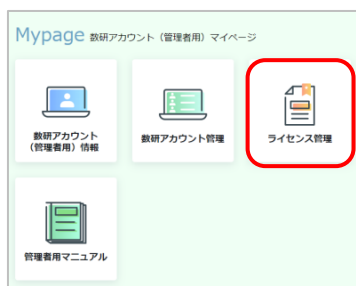 Mypage 数研アカウント（管理者用）マイページ
数研アカウント
（管理者用）情報
数研アカウント管理
ライセンス管理
管理者用マニュアル